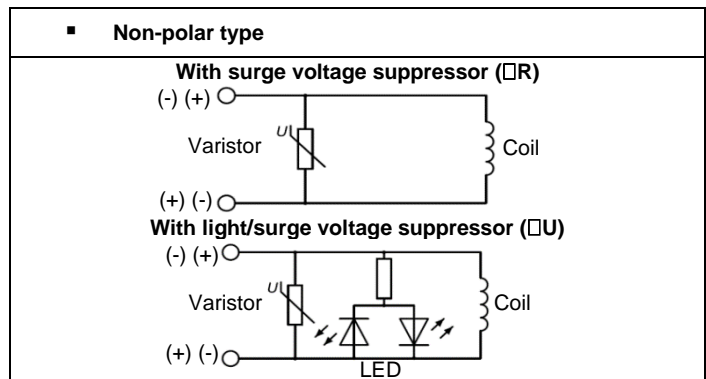 ▪ Non-polar type
With surge voltage suppressor (□R)
(-) (+)
Varistor U Coil
(+) (-)
With light/surge voltage suppressor (□U)
(-) (+)
Varistor U Coil
(+) (-)
LED